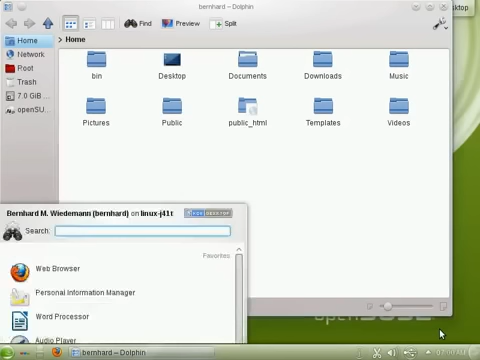 bernhard – Dolphin
Find Preview Split
Home
Home
Network
Root
Trash
7.0 GiB ...
openSU...
bin Desktop Documents Downloads Music
Pictures Public public_html Templates Videos
Bernhard M. Wiedemann (bernhard) on linux-j41t
Search:
Favorites
Web Browser
Personal Information Manager
Word Processor
Audio Player
openSUSE
bernhard – Dolphin